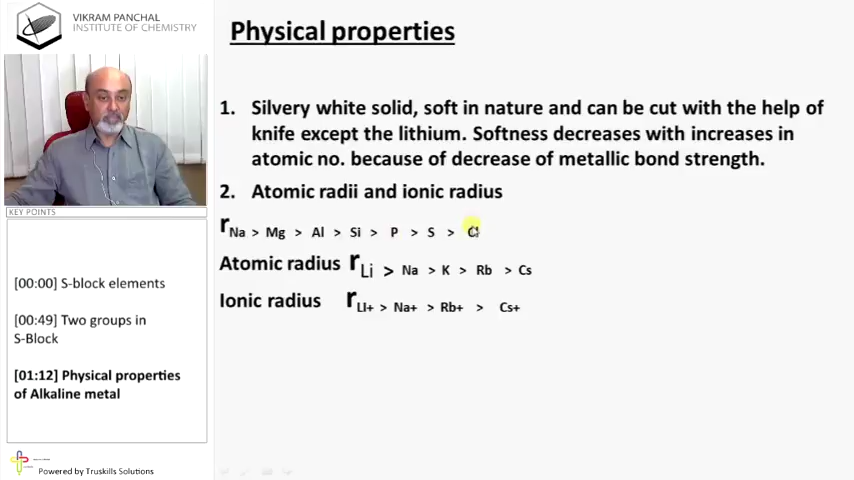 VIKRAM PANCHAL
INSTITUTE OF CHEMISTRY
Physical properties
1. Silvery white solid, soft in nature and can be cut with the help of
knife except the lithium. Softness decreases with increases in
atomic no. because of decrease of metallic bond strength.
2. Atomic radii and ionic radius
rNa > Mg > Al > Si > P > S > Cl
Atomic radius rLi > Na > K > Rb > Cs
Ionic radius rLI+ > Na+ > Rb+ > Cs+
KEY POINTS
[00:00] S-block elements
[00:49] Two groups in
S-Block
[01:12] Physical properties
of Alkaline metal
Powered by Truskills Solutions